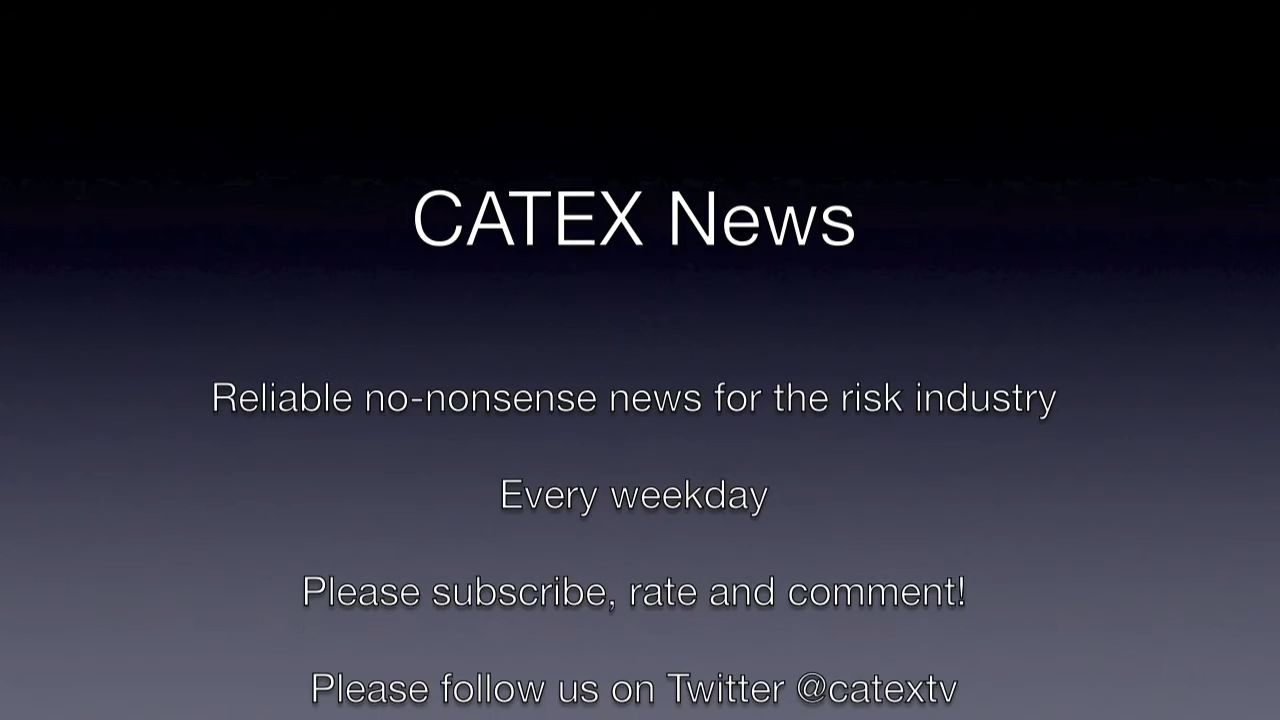 CATEX News
Reliable no-nonsense news for the risk industry
Every weekday
Please subscribe, rate and comment!
Please follow us on Twitter @catextv